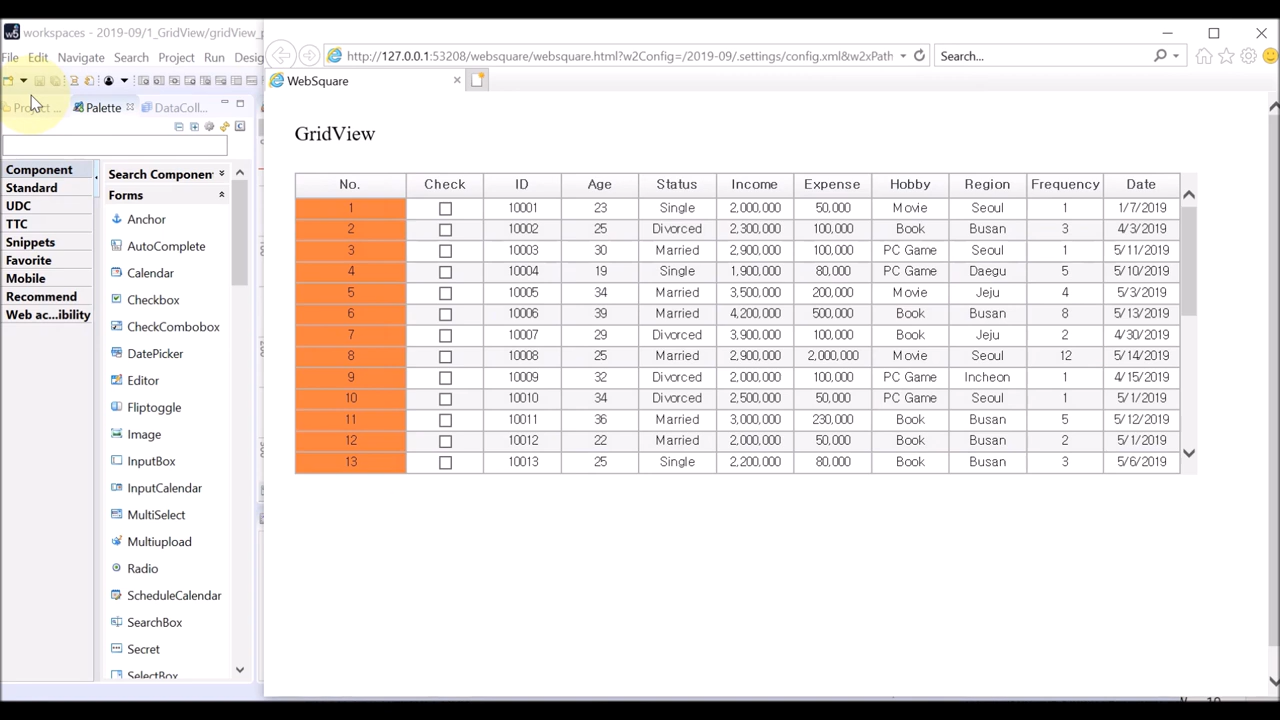 workspaces - 2019-09/1_GridView/gridview_
File Edit Navigate Search Project Run Desi
http://127.0.0.1:53208/websquare/websquare.html?w2Config=/2019-09/.settings/config.xml&w2xPath
Search...
WebSquare
Project ... Palette DataColl...
Component
Standard
UDC
TTC
Snippets
Favorite
Mobile
Recommend
Web ac...ibility
Search Componen
Forms
Anchor
AutoComplete
Calendar
Checkbox
CheckCombobox
DatePicker
Editor
Fliptoggle
Image
InputBox
InputCalendar
MultiSelect
Multiupload
Radio
ScheduleCalendar
SearchBox
Secret
SelectBox
GridView
No. Check ID Age Status Income Expense Hobby Region Frequency Date
1 10001 23 Single 2,000,000 50,000 Movie Seoul 1 1/7/2019
2 10002 25 Divorced 2,300,000 100,000 Book Busan 3 4/3/2019
3 10003 30 Married 2,900,000 100,000 PC Game Seoul 1 5/11/2019
4 10004 19 Single 1,900,000 80,000 PC Game Daegu 5 5/10/2019
5 10005 34 Married 3,500,000 200,000 Movie Jeju 4 5/3/2019
6 10006 39 Married 4,200,000 500,000 Book Busan 8 5/13/2019
7 10007 29 Divorced 3,900,000 100,000 Book Jeju 2 4/30/2019
8 10008 25 Married 2,900,000 2,000,000 Movie Seoul 12 5/14/2019
9 10009 32 Divorced 2,000,000 100,000 PC Game Incheon 1 4/15/2019
10 10010 34 Divorced 2,500,000 50,000 PC Game Seoul 1 5/1/2019
11 10011 36 Married 3,000,000 230,000 Book Busan 5 5/12/2019
12 10012 22 Married 2,000,000 50,000 Book Busan 2 5/1/2019
13 10013 25 Single 2,200,000 80,000 Book Busan 3 5/6/2019